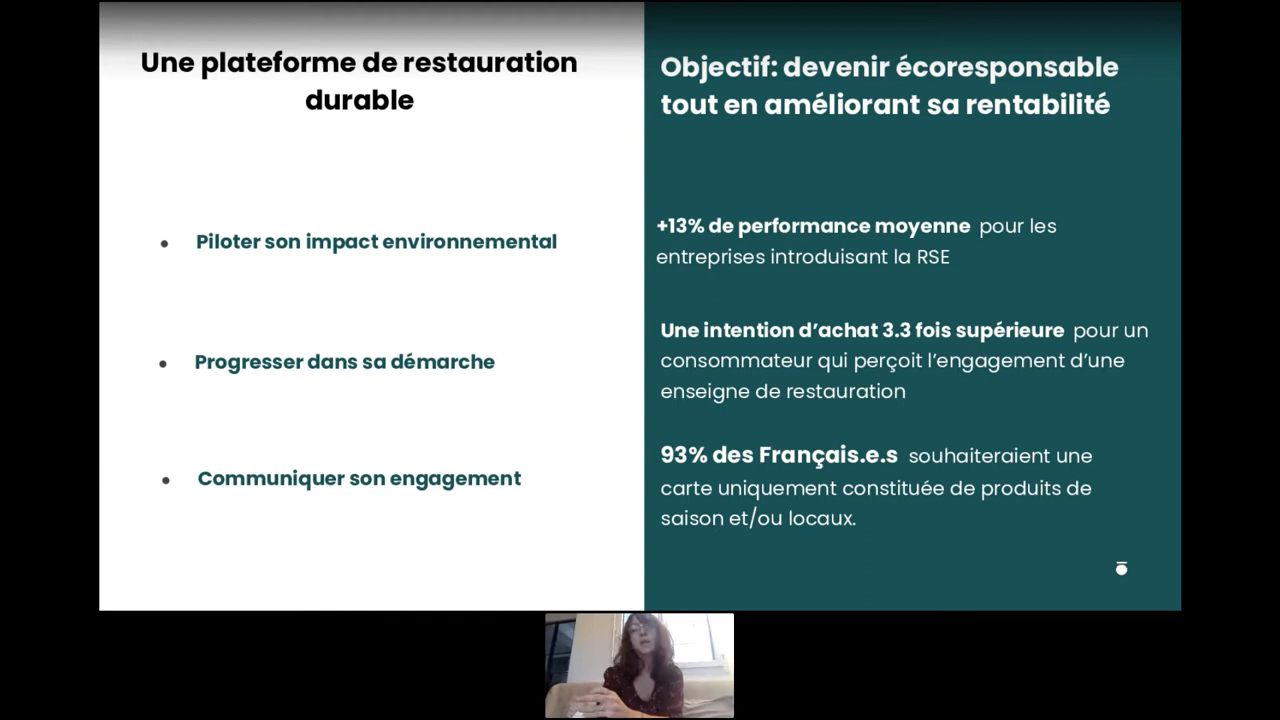 Une plateforme de restauration
durable
• Piloter son impact environnemental
• Progresser dans sa démarche
• Communiquer son engagement
Objectif: devenir écoresponsable
tout en améliorant sa rentabilité
+13% de performance moyenne pour les
entreprises introduisant la RSE
Une intention d’achat 3.3 fois supérieure pour un
consommateur qui perçoit l’engagement d’une
enseigne de restauration
93% des Français.e.s souhaiteraient une
carte uniquement constituée de produits de
saison et/ou locaux.